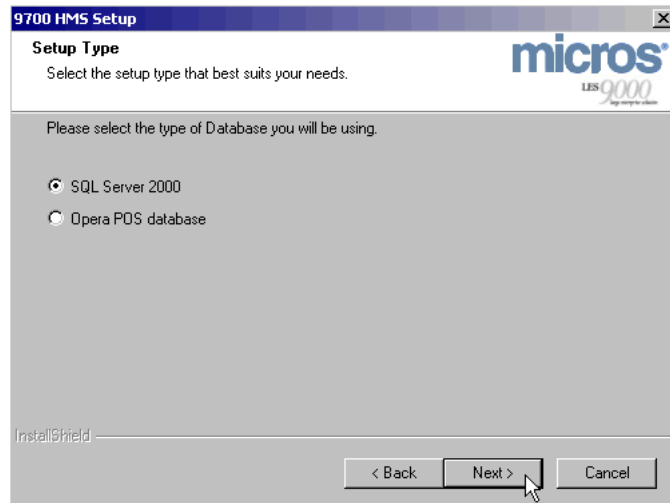 9700 HMS Setup
Setup Type
Select the setup type that best suits your needs.
micros
LES 9000
Please select the type of Database you will be using.
SQL Server 2000
Opera POS database
InstallShield
< Back
Next >
Cancel